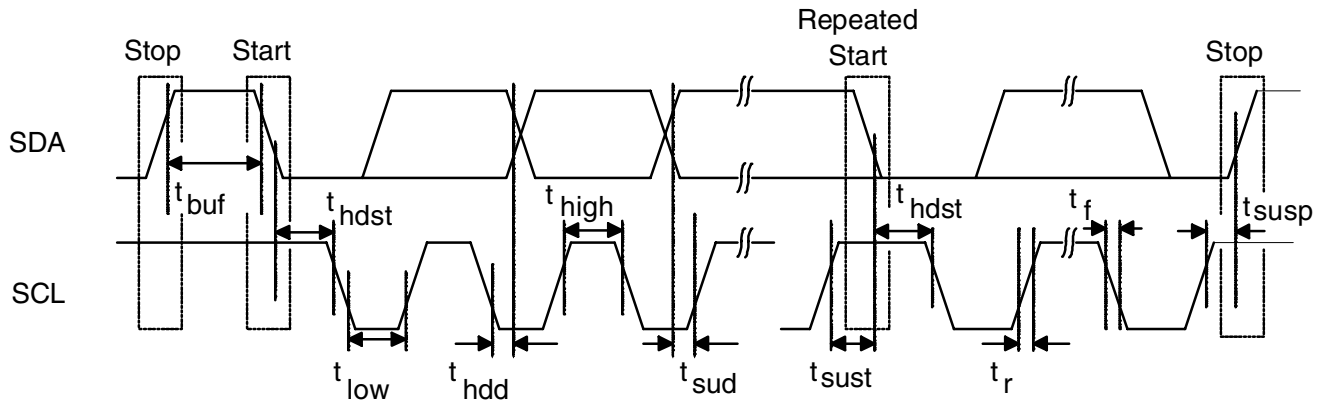 Repeated
Stop Start Start Stop
SDA
t buf t hdst t high t hdst t f t susp
SCL
t low t hdd t sud t sust t r